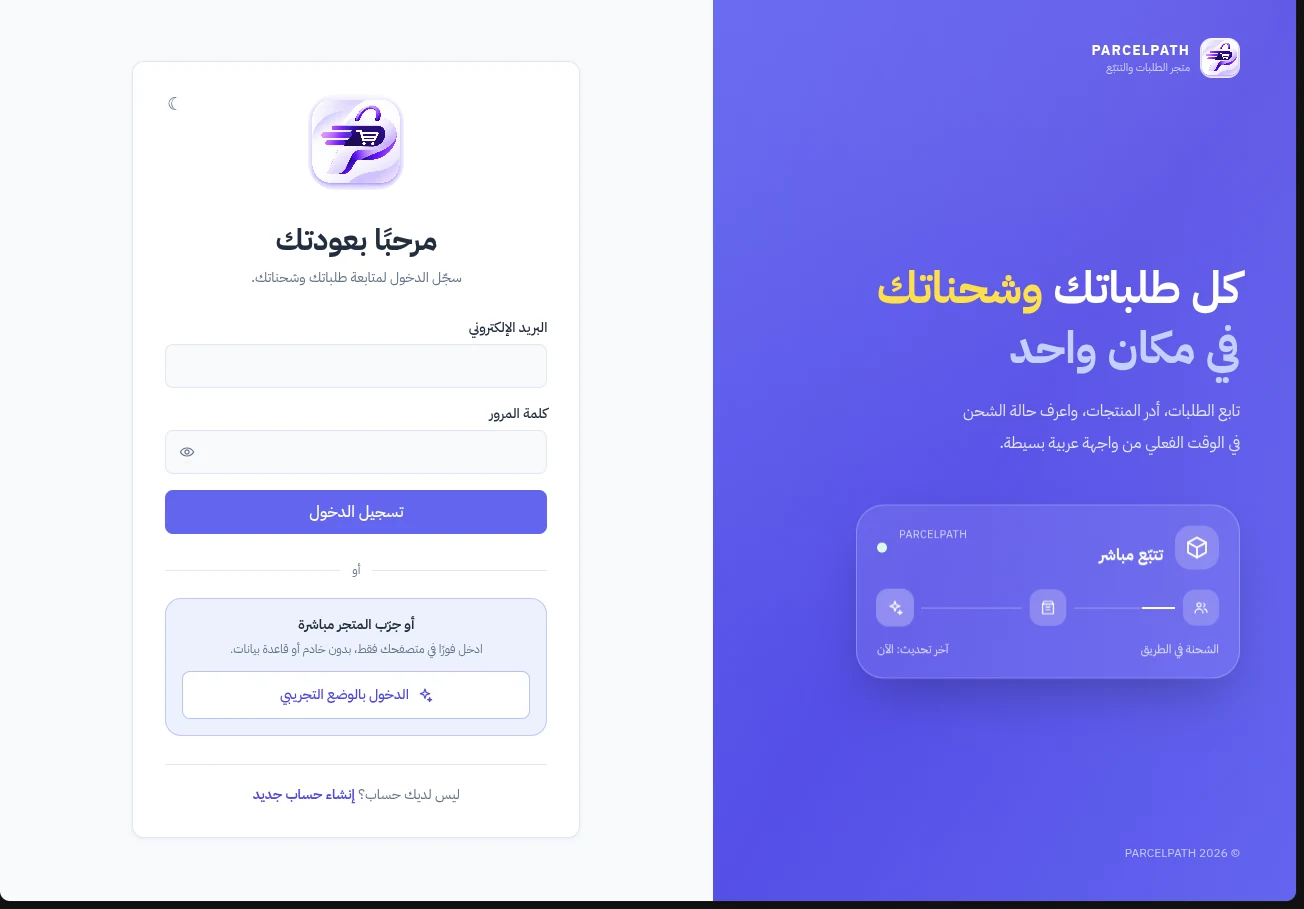 PARCELPATH
متجر الطلبات والتتبّع
كل طلباتك وشحناتك
في مكان واحد
تابع الطلبات، أدر المنتجات، واعرف حالة الشحن
في الوقت الفعلي من واجهة عربية بسيطة.
PARCELPATH
تتبّع مباشر
الشحنة في الطريق
آخر تحديث: الآن
© 2026 PARCELPATH
مرحبًا بعودتك
سجّل الدخول لمتابعة طلباتك وشحناتك.
البريد الإلكتروني
كلمة المرور
تسجيل الدخول
أو
أو جرّب المتجر مباشرة
ادخل فورًا في متصفحك فقط، بدون خادم أو قاعدة بيانات.
الدخول بالوضع التجريبي
ليس لديك حساب؟ إنشاء حساب جديد